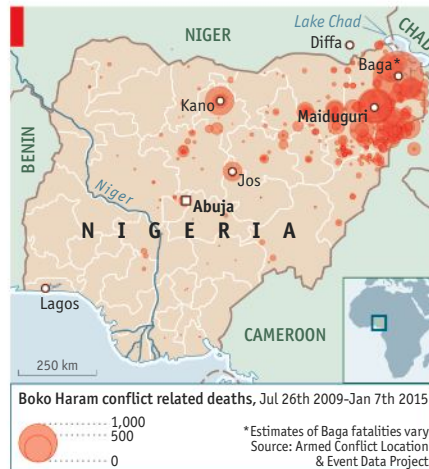 NIGER
Lake Chad
CHAD
Diffa
Baga*
Kano
Maiduguri
BENIN
Niger
Jos
Abuja
NIGERIA
Lagos
CAMEROON
250 km
Boko Haram conflict related deaths, Jul 26th 2009-Jan 7th 2015
1,000
500
0
*Estimates of Baga fatalities vary
Source: Armed Conflict Location
& Event Data Project